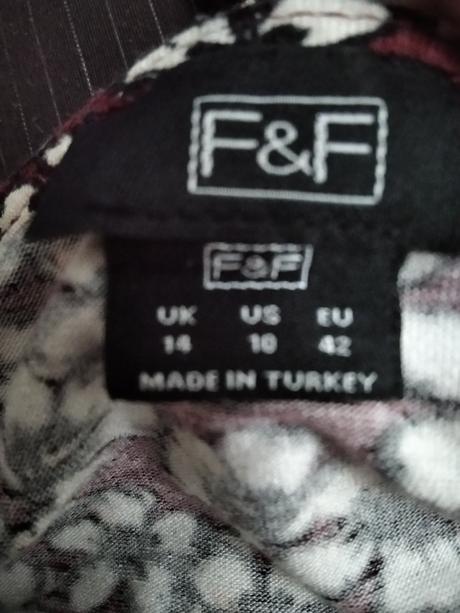 F&F
F&F
UK US EU
14 10 42
MADE IN TURKEY